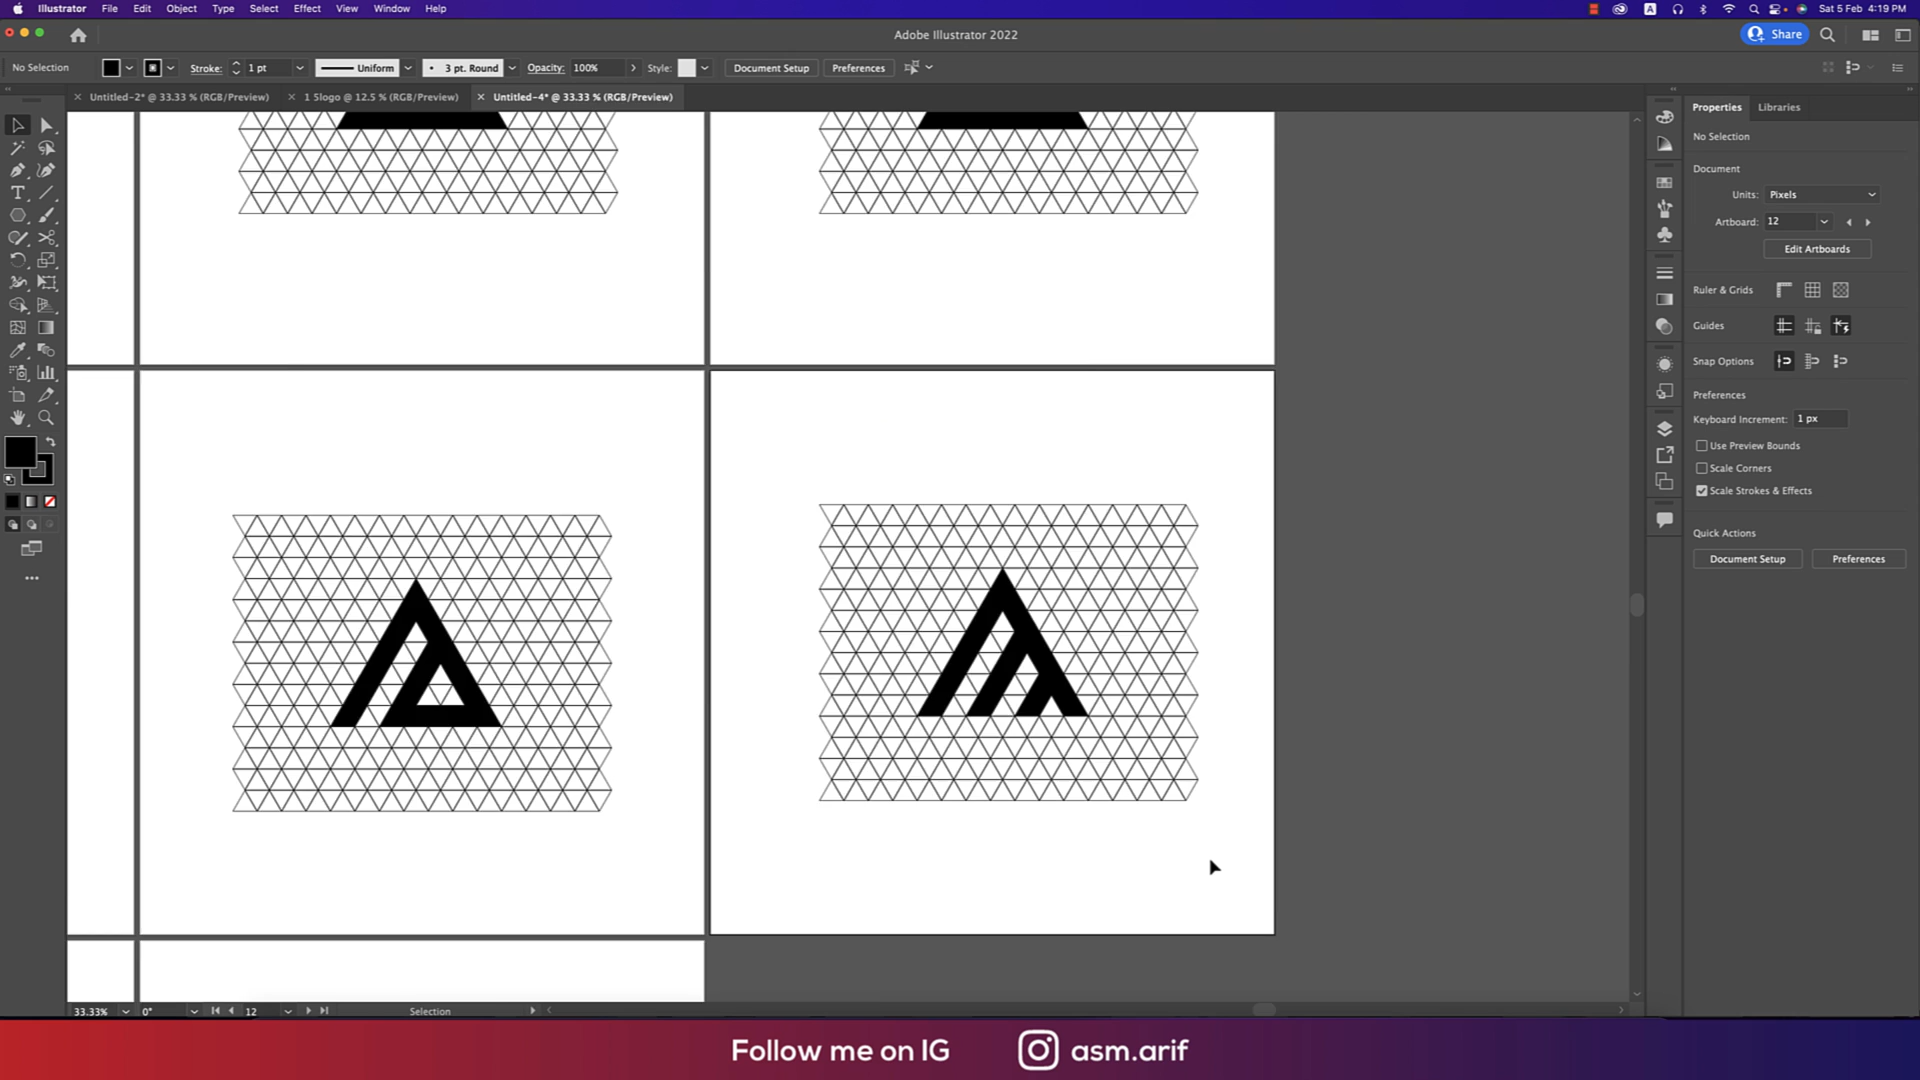 Illustrator File Edit Object Type Select Effect View Window Help
A
Sat 5 Feb 4:19 PM
Adobe Illustrator 2022
Share
No Selection
Stroke: 1 pt
Uniform
3 pt. Round
Opacity: 100%
Style:
Document Setup
Preferences
Untitled-2* @ 33.33 % (RGB/Preview)
1 5logo @ 12.5 % (RGB/Preview)
Untitled-4* @ 33.33 % (RGB/Preview)
Properties
Libraries
No Selection
Document
Units: Pixels
Artboard: 12
Edit Artboards
Ruler & Grids
Guides
Snap Options
Preferences
Keyboard Increment: 1 px
Use Preview Bounds
Scale Corners
Scale Strokes & Effects
Quick Actions
Document Setup
Preferences
33.33%
0°
12
Selection
Follow me on IG
asm.arif